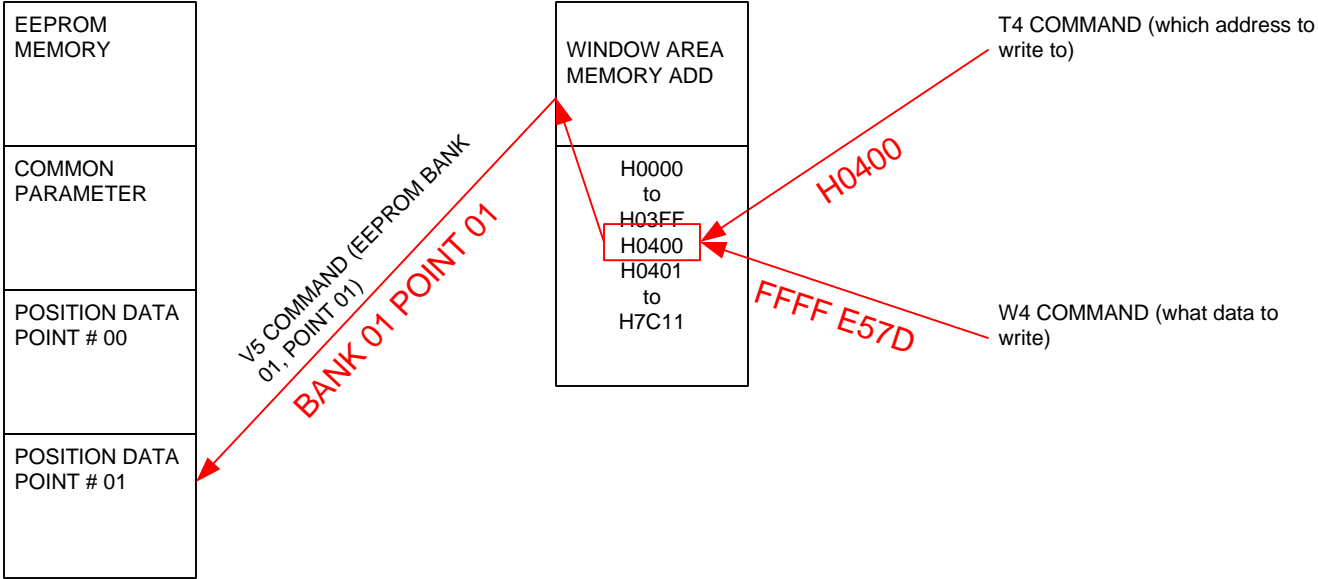 EEPROM
MEMORY
COMMON
PARAMETER
POSITION DATA
POINT # 00
POSITION DATA
POINT # 01
V5 COMMAND (EEPROM BANK
01, POINT 01)
BANK 01 POINT 01
WINDOW AREA
MEMORY ADD
H0000
to
H03FF
H0400
H0401
to
H7C11
T4 COMMAND (which address to
write to)
H0400
FFFF E57D
W4 COMMAND (what data to
write)